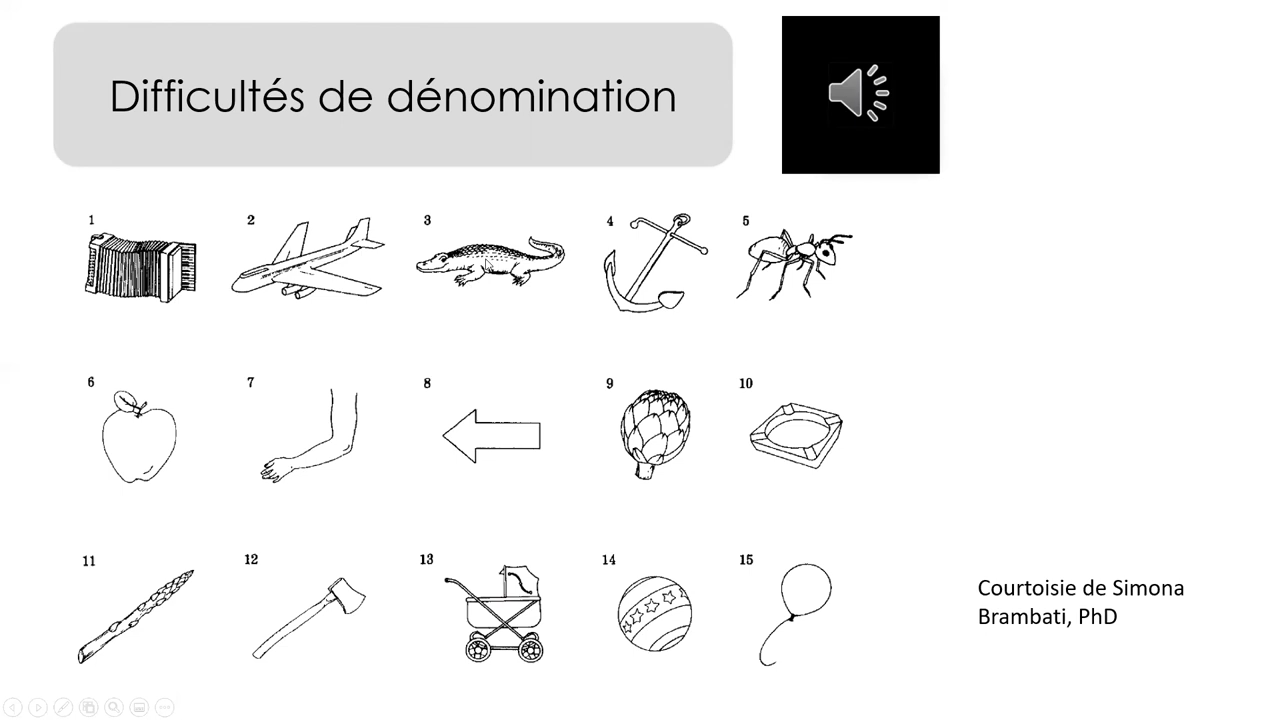 Difficultés de dénomination
1 2 3 4 5
6 7 8 9 10
11 12 13 14 15
Courtoisie de Simona
Brambati, PhD